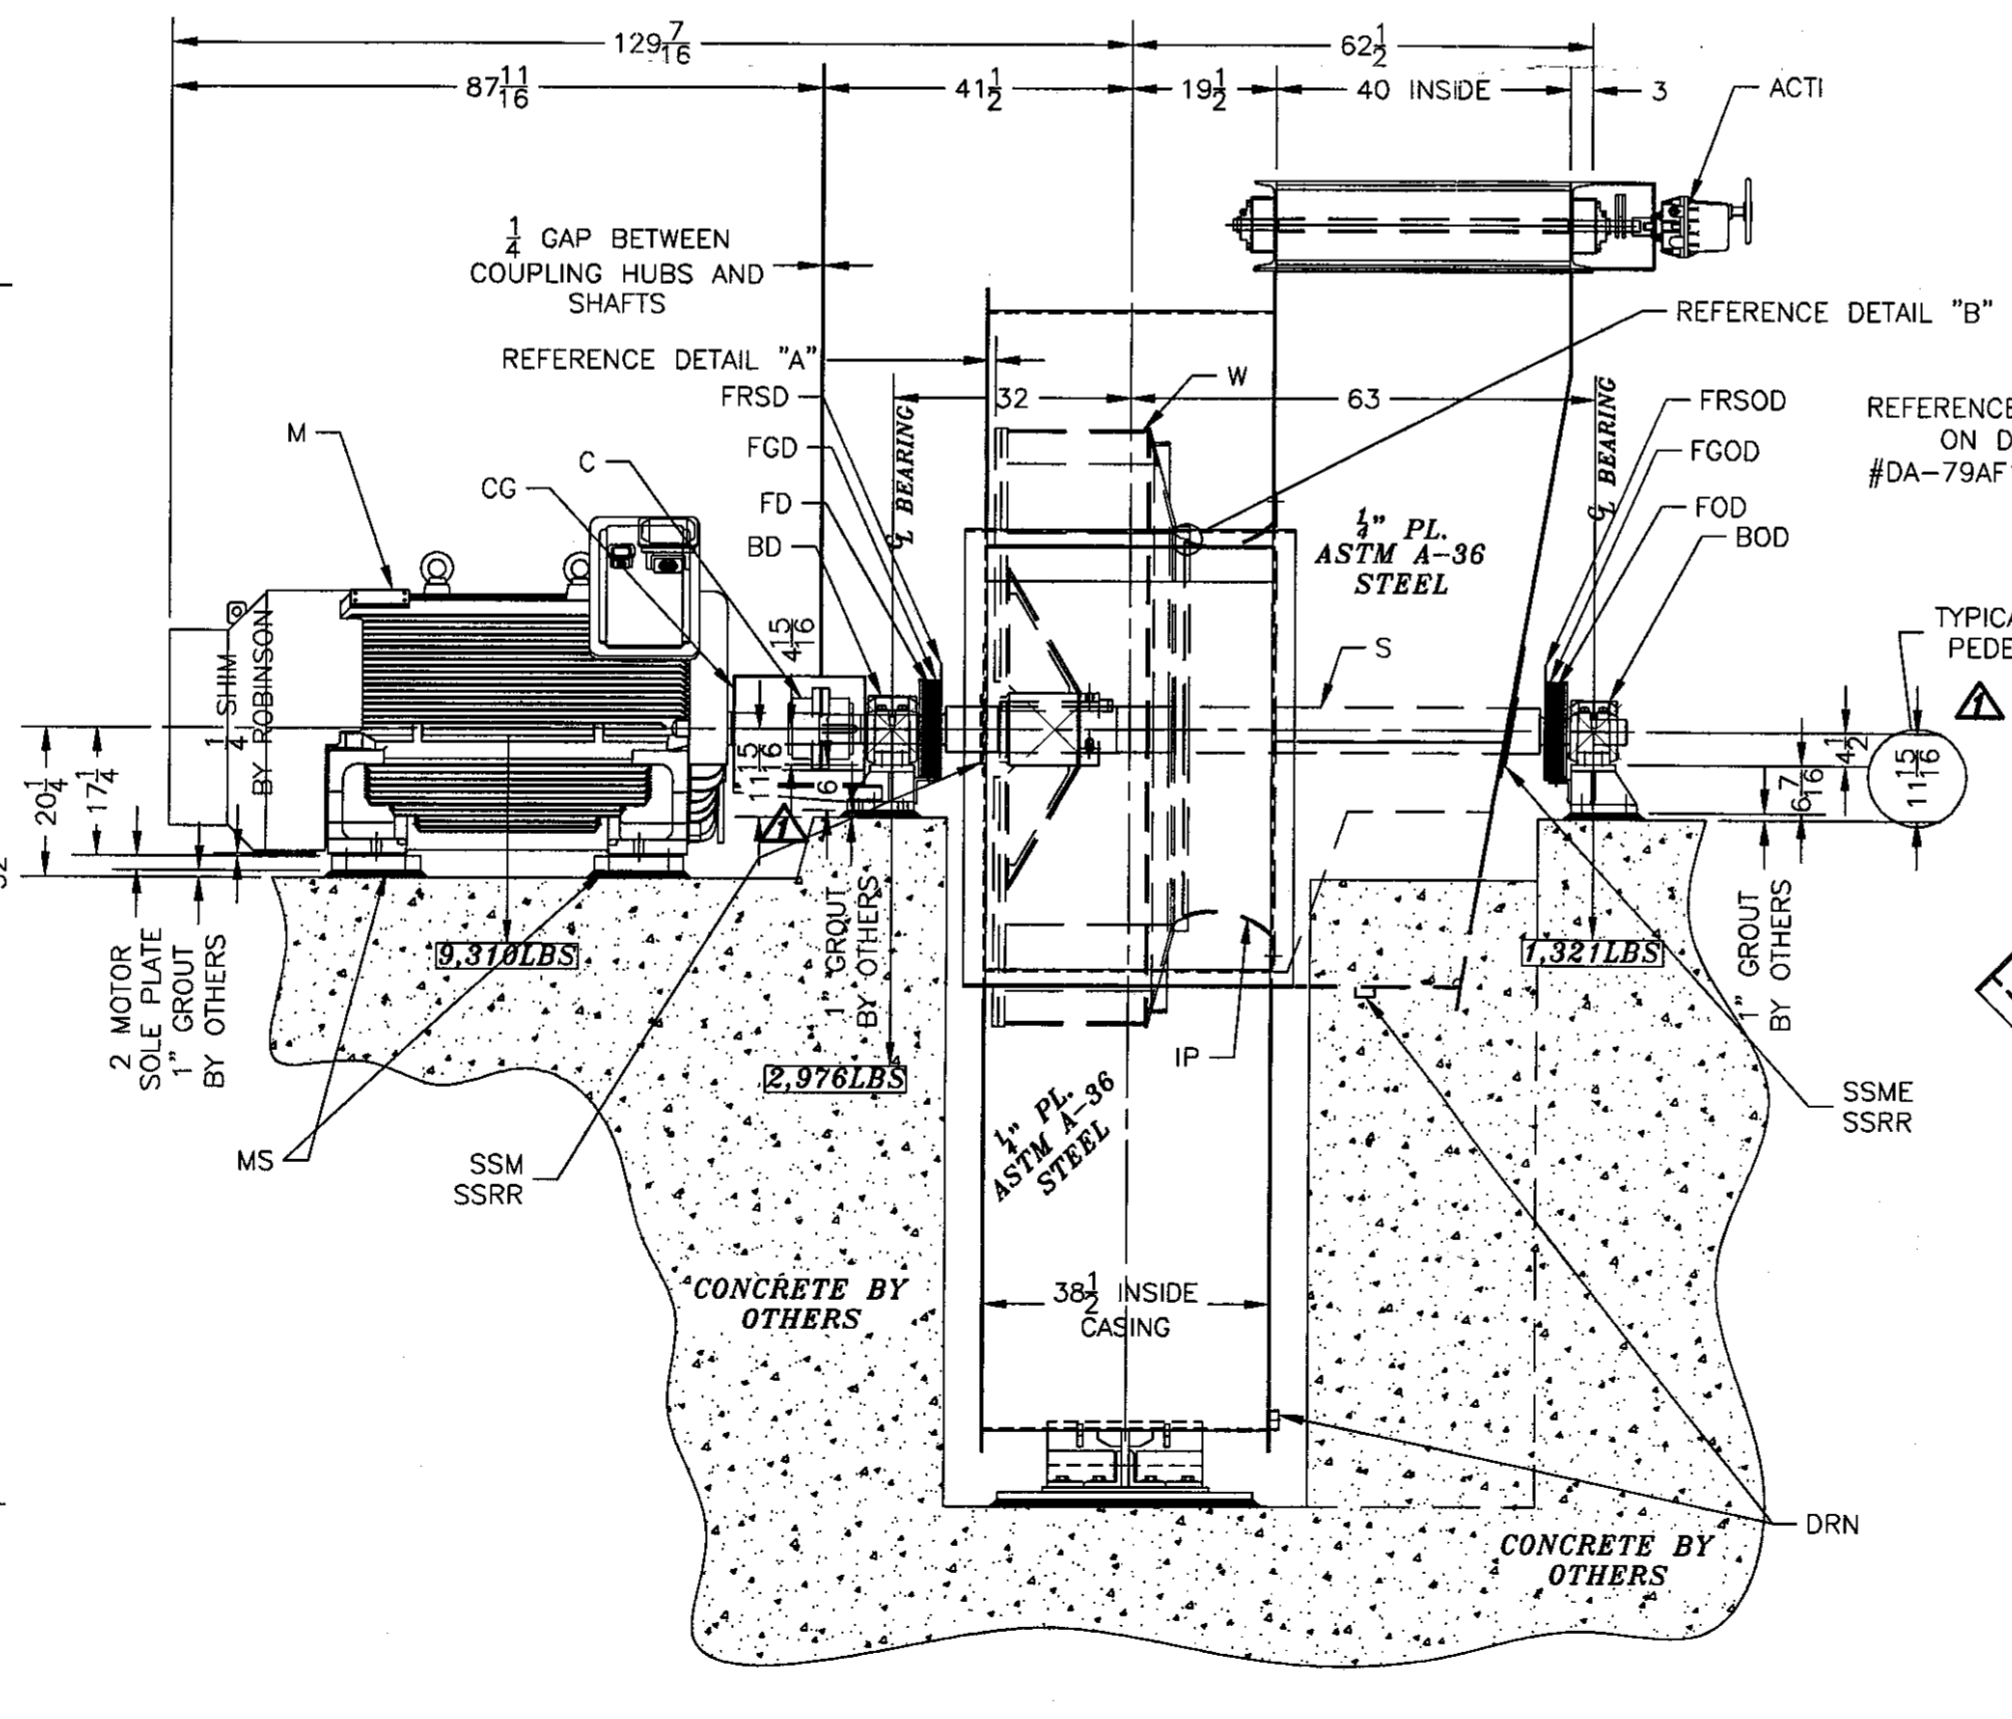 129 7/16
62 1/2
87 11/16
41 1/2
19 1/2
40 INSIDE
3
ACTI
1/4 GAP BETWEEN
COUPLING HUBS AND
SHAFTS
REFERENCE DETAIL "B"
REFERENCE DETAIL "A"
W
FRSD
32
63
FRSOD
REFERENCE
ON D
#DA-79AF
M
FGD
C
CG
FD
BD
℄ BEARING
℄ BEARING
FGOD
FOD
BOD
1/4" PL.
ASTM A-36
STEEL
1/4 SHIM
BY ROBINSON
4 15/16
S
TYPICA
PEDE
1
20 1/4
17 1/4
11 15/16
6
1
4 1/2
6 7/16
11 15/16
2 MOTOR
SOLE PLATE
1" GROUT
BY OTHERS
9,310LBS
1" GROUT
BY OTHERS
1,321LBS
1" GROUT
BY OTHERS
2,976LBS
IP
1/4" PL.
ASTM A-36
STEEL
SSME
SSRR
MS
SSM
SSRR
CONCRETE BY
OTHERS
38 1/2 INSIDE
CASING
DRN
CONCRETE BY
OTHERS